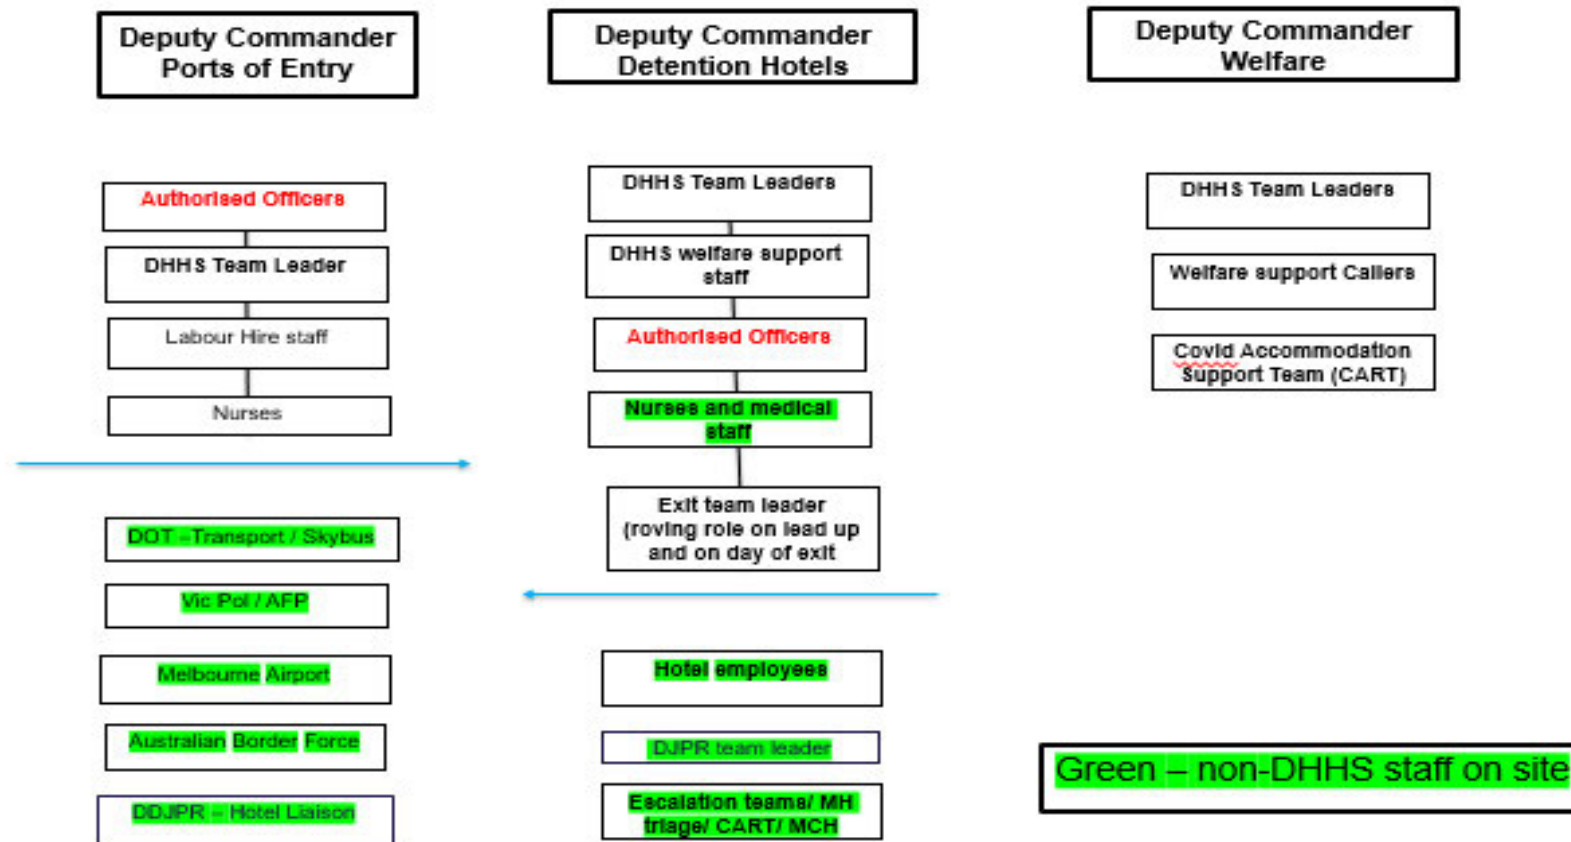 Deputy Commander
Ports of Entry
Authorised Officers
DHHS Team Leader
Labour Hire staff
Nurses
DOT –Transport / Skybus
Vic Pol / AFP
Melbourne Airport
Australian Border Force
DDJPR – Hotel Liaison
Deputy Commander
Detention Hotels
DHHS Team Leaders
DHHS welfare support
staff
Authorised Officers
Nurses and medical
staff
Exit team leader
(roving role on lead up
and on day of exit
Hotel employees
DJPR team leader
Escalation teams/ MH
triage/ CART/ MCH
Deputy Commander
Welfare
DHHS Team Leaders
Welfare support Callers
Covid Accommodation
Support Team (CART)
Green – non-DHHS staff on site